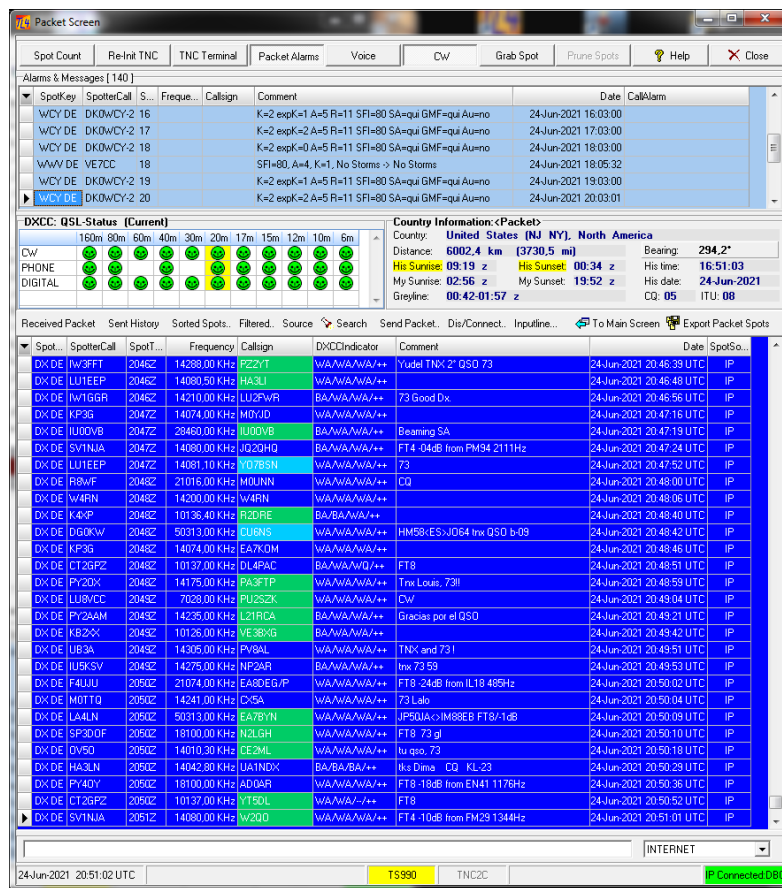 TL4 Packet Screen
Spot Count Re-Init TNC TNC Terminal Packet Alarms Voice CW Grab Spot Prune Spots Help Close
Alarms & Messages [ 140 ]
SpotKey SpotterCall S... Freque... Callsign Comment Date CallAlarm
WCY DE DK0WCY-2 16 K=2 expK=1 A=5 R=11 SFI=80 SA=qui GMF=qui Au=no 24-Jun-2021 16:03:00
WCY DE DK0WCY-2 17 K=2 expK=2 A=5 R=11 SFI=80 SA=qui GMF=qui Au=no 24-Jun-2021 17:03:00
WCY DE DK0WCY-2 18 K=2 expK=0 A=5 R=11 SFI=80 SA=qui GMF=qui Au=no 24-Jun-2021 18:03:00
WWV DE VE7CC 18 SFI=80, A=4, K=1, No Storms -> No Storms 24-Jun-2021 18:05:32
WCY DE DK0WCY-2 19 K=2 expK=1 A=5 R=11 SFI=80 SA=qui GMF=qui Au=no 24-Jun-2021 19:03:00
WCY DE DK0WCY-2 20 K=2 expK=1 A=5 R=11 SFI=80 SA=qui GMF=qui Au=no 24-Jun-2021 20:03:01
DXCC: QSL-Status (Current) Country Information:<Packet>
160m 80m 60m 40m 30m 20m 17m 15m 12m 10m 6m
CW
PHONE
DIGITAL
Country: United States (NJ NY), North America
Distance: 6002,4 km (3730,5 mi) Bearing: 294,2°
His Sunrise: 09:19 z His Sunset: 00:34 z His time: 16:51:03
My Sunrise: 02:56 z My Sunset: 19:52 z His date: 24-Jun-2021
Greyline: 00:42-01:57 z CQ: 05 ITU: 08
Received Packet Sent History Sorted Spots.. Filtered.. Source Search Send Packet.. Dis/Connect.. Inputline... To Main Screen Export Packet Spots
Spot... SpotterCall SpotT... Frequency Callsign DXCCIndicator Comment Date SpotSo...
DX DE IW3FFT 2046Z 14288,00 KHz PZ2YT WA/WA/WA/++ Yudel TNX 2° QSO 73 24-Jun-2021 20:46:39 UTC IP
DX DE LU1EEP 2046Z 14080,50 KHz HA3LI WA/WA/WA/++ 24-Jun-2021 20:46:48 UTC IP
DX DE IW1GGR 2046Z 14210,00 KHz LU2FWR BA/WA/WA/++ 73 Good Dx. 24-Jun-2021 20:46:56 UTC IP
DX DE KP3G 2047Z 14074,00 KHz M0YJD WA/WA/WA/++ 24-Jun-2021 20:47:16 UTC IP
DX DE IU0OVB 2047Z 28460,00 KHz IU0OVB BA/WA/WA/++ Beaming SA 24-Jun-2021 20:47:19 UTC IP
DX DE SV1NJA 2047Z 14080,00 KHz JQ2QHQ BA/WA/WA/++ FT4 -04dB from PM94 2111Hz 24-Jun-2021 20:47:24 UTC IP
DX DE LU1EEP 2047Z 14081,10 KHz YO7BSN WA/WA/WA/++ 73 24-Jun-2021 20:47:52 UTC IP
DX DE R8WF 2048Z 21016,00 KHz M0UNN WA/WA/WA/++ CQ 24-Jun-2021 20:48:00 UTC IP
DX DE W4RN 2048Z 14200,00 KHz W4RN WA/WA/WA/++ 24-Jun-2021 20:48:06 UTC IP
DX DE K4XP 2048Z 10136,40 KHz R2DRE BA/BA/WA/++ 24-Jun-2021 20:48:40 UTC IP
DX DE DG0KW 2048Z 50313,00 KHz CU6NS WA/WA/WA/++ HM58<ES>JO64 tnx QSO b-09 24-Jun-2021 20:48:42 UTC IP
DX DE KP3G 2048Z 14074,00 KHz EA7KOM WA/WA/WA/++ 24-Jun-2021 20:48:46 UTC IP
DX DE CT2GPZ 2048Z 10137,00 KHz DL4PAC BA/WA/WQ/++ FT8 24-Jun-2021 20:48:51 UTC IP
DX DE PY2OX 2048Z 14175,00 KHz PA3FTP WA/WA/WA/++ Tnx Louis, 73!! 24-Jun-2021 20:48:59 UTC IP
DX DE LU8VCC 2049Z 7028,00 KHz PU2SZK WA/WA/WA/++ CW 24-Jun-2021 20:49:04 UTC IP
DX DE PY2AAM 2049Z 14235,00 KHz L21RCA BA/WA/WA/++ Gracias por el QSO 24-Jun-2021 20:49:21 UTC IP
DX DE KB2XX 2049Z 10126,00 KHz VE3BXG BA/WA/WA/++ 24-Jun-2021 20:49:42 UTC IP
DX DE UB3A 2049Z 14305,00 KHz PV8AL WA/WA/WA/++ TNX and 73 ! 24-Jun-2021 20:49:51 UTC IP
DX DE IU5KSV 2049Z 14275,00 KHz NP2AR BA/WA/WA/++ tnx 73 59 24-Jun-2021 20:49:53 UTC IP
DX DE F4UJU 2050Z 21074,00 KHz EA8DEG/P WA/WA/WA/++ FT8 -24dB from IL18 485Hz 24-Jun-2021 20:50:02 UTC IP
DX DE M0TTQ 2050Z 14241,00 KHz CX5A WA/WA/WA/++ 73 Lalo 24-Jun-2021 20:50:04 UTC IP
DX DE LA4LN 2050Z 50313,00 KHz EA7BYN WA/WA/WA/++ JP50JA<>IM88EB FT8/-1dB 24-Jun-2021 20:50:09 UTC IP
DX DE SP3DOF 2050Z 18100,00 KHz N2LGH WA/WA/WA/++ FT8 73 gl 24-Jun-2021 20:50:10 UTC IP
DX DE OV5O 2050Z 14010,30 KHz CE2ML WA/WA/WA/++ tu qso, 73 24-Jun-2021 20:50:18 UTC IP
DX DE HA3LN 2050Z 14042,80 KHz UA1NDX BA/BA/BA/++ tks Dima CQ KL-23 24-Jun-2021 20:50:29 UTC IP
DX DE PY4OY 2050Z 18100,00 KHz AD0AR WA/WA/WA/++ FT8 -18dB from EN41 1176Hz 24-Jun-2021 20:50:36 UTC IP
DX DE CT2GPZ 2050Z 10137,00 KHz YT5DL WA/WA/--/++ FT8 24-Jun-2021 20:50:52 UTC IP
DX DE SV1NJA 2051Z 14080,00 KHz W2QO WA/WA/WA/++ FT4 -10dB from FM29 1344Hz 24-Jun-2021 20:51:01 UTC IP
INTERNET
24-Jun-2021 20:51:02 UTC TS990 TNC2C IP Connected:DB0